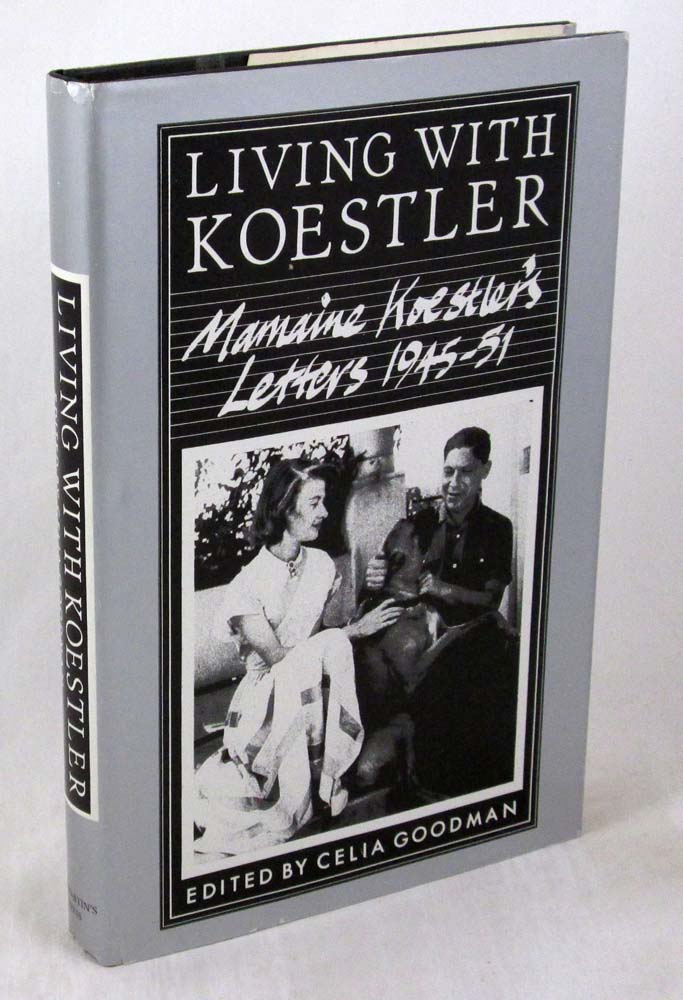 LIVING WITH
KOESTLER
Mamaine Koestler's
Letters 1945-51
EDITED BY CELIA GOODMAN
LIVING WITH KOESTLER